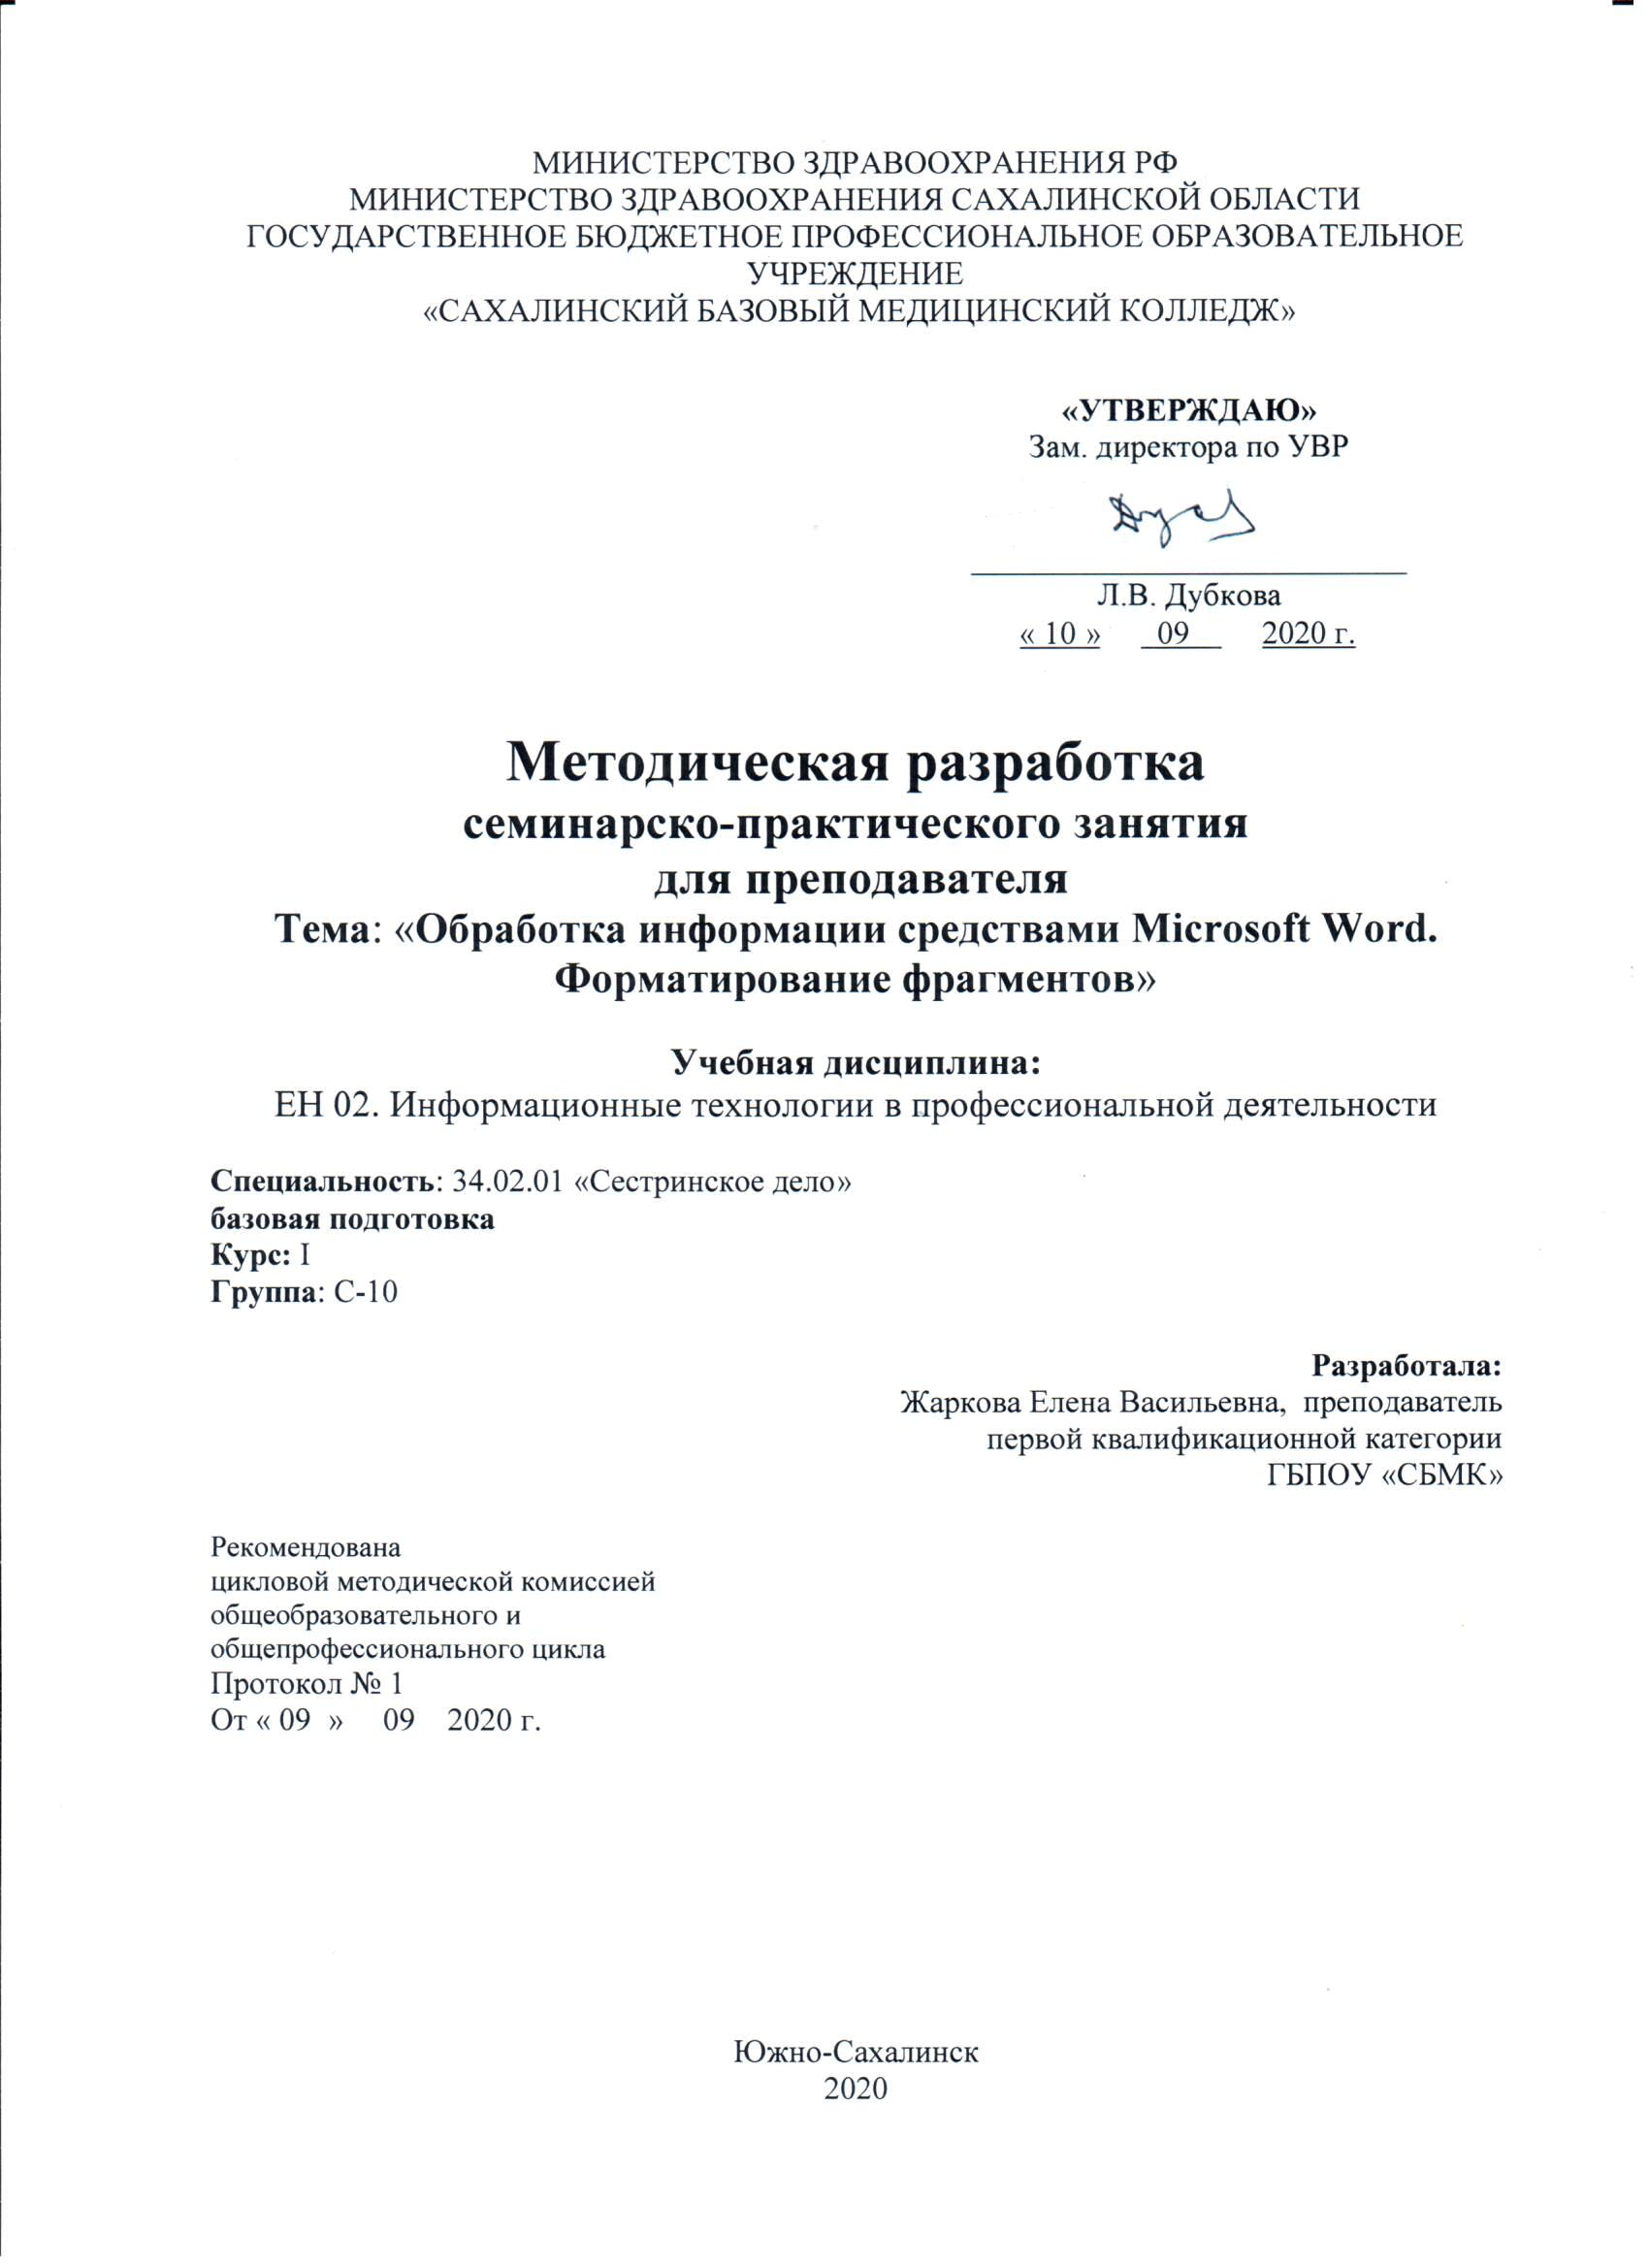 МИНИСТЕРСТВО ЗДРАВООХРАНЕНИЯ РФ
МИНИСТЕРСТВО ЗДРАВООХРАНЕНИЯ САХАЛИНСКОЙ ОБЛАСТИ
ГОСУДАРСТВЕННОЕ БЮДЖЕТНОЕ ПРОФЕССИОНАЛЬНОЕ ОБРАЗОВАТЕЛЬНОЕ
УЧРЕЖДЕНИЕ
«САХАЛИНСКИЙ БАЗОВЫЙ МЕДИЦИНСКИЙ КОЛЛЕДЖ»
«УТВЕРЖДАЮ»
Зам. директора по УВР
Л.В. Дубкова
« 10 » 09 2020 г.
Методическая разработка
семинарско-практического занятия
для преподавателя
Тема: «Обработка информации средствами Microsoft Word.
Форматирование фрагментов»
Учебная дисциплина:
ЕН 02. Информационные технологии в профессиональной деятельности
Специальность: 34.02.01 «Сестринское дело»
базовая подготовка
Курс: I
Группа: С-10
Разработала:
Жаркова Елена Васильевна, преподаватель
первой квалификационной категории
ГБПОУ «СБМК»
Рекомендована
цикловой методической комиссией
общеобразовательного и
общепрофессионального цикла
Протокол № 1
От « 09 » 09 2020 г.
Южно-Сахалинск
2020